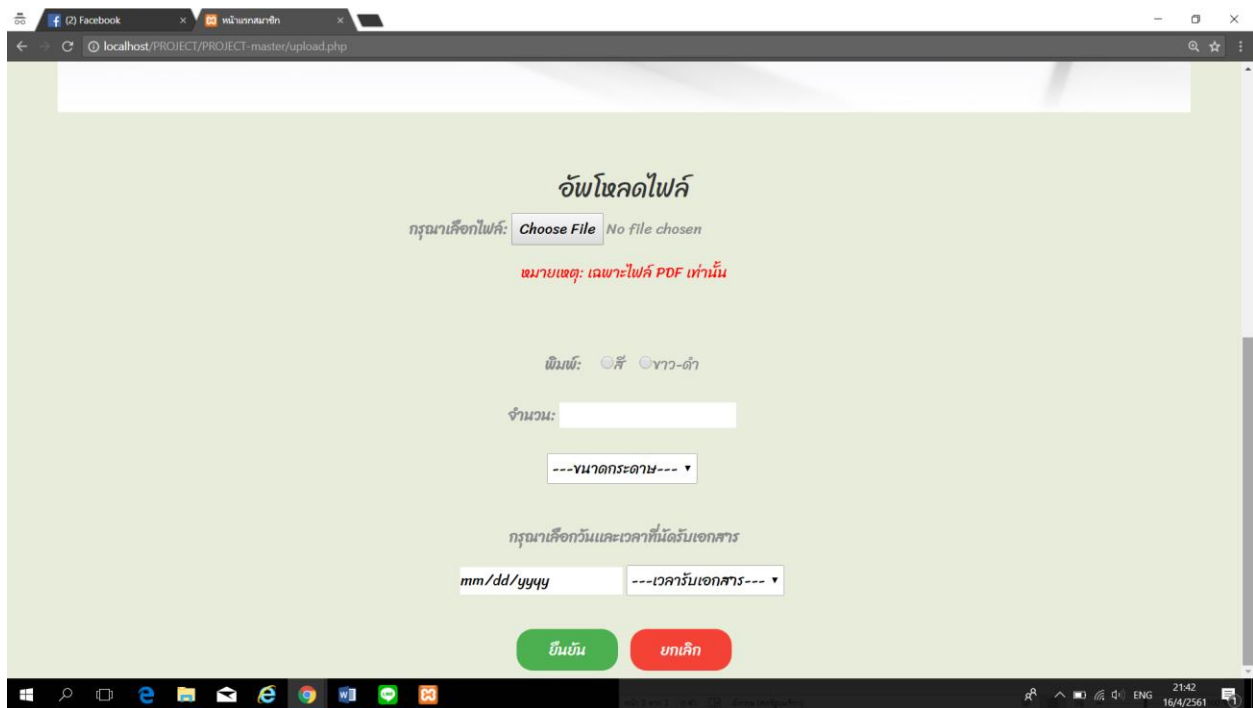 (2) Facebook
หน้าแรกสมาชิก
localhost/PROJECT/PROJECT-master/upload.php
อัพโหลดไฟล์
กรุณาเลือกไฟล์: Choose File No file chosen
หมายเหตุ: เฉพาะไฟล์ PDF เท่านั้น
พิมพ์: สี ขาว-ดำ
จำนวน:
---ขนาดกระดาษ---
กรุณาเลือกวันและเวลาที่นัดรับเอกสาร
mm/dd/yyyy ---เวลารับเอกสาร---
ยืนยัน ยกเลิก
ENG 21:42
16/4/2561